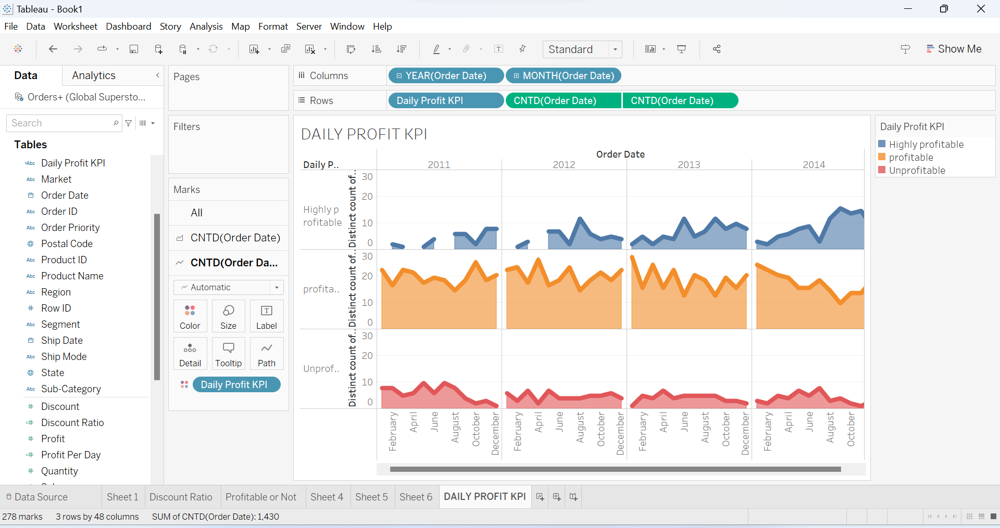 Tableau - Book1
File Data Worksheet Dashboard Story Analysis Map Format Server Window Help
Standard
Show Me
Data
Analytics
Orders+ (Global Supersto...
Search
Tables
Abc Daily Profit KPI
Abc Market
Order Date
Abc Order ID
Abc Order Priority
Postal Code
Abc Product ID
Abc Product Name
Abc Region
# Row ID
Abc Segment
Ship Date
Abc Ship Mode
State
Abc Sub-Category
# Discount
# Discount Ratio
# Profit
# Profit Per Day
# Quantity
Pages
Filters
Marks
All
CNTD(Order Date)
CNTD(Order Da...
Automatic
Color Size Label
Detail Tooltip Path
Daily Profit KPI
Columns YEAR(Order Date) MONTH(Order Date)
Rows Daily Profit KPI CNTD(Order Date) CNTD(Order Date)
DAILY PROFIT KPI
Order Date
Daily P.. 2011 2012 2013 2014
Highly p
rofitable
Distinct count of..
30
20
10
0
profita..
Distinct count of..
30
20
10
0
Unprof..
Distinct count of..
30
20
10
0
February April June August October December February April June August October December February April June August October December February April June August October
Daily Profit KPI
Highly profitable
profitable
Unprofitable
Data Source Sheet 1 Discount Ratio Profitable or Not Sheet 4 Sheet 5 Sheet 6 DAILY PROFIT KPI
278 marks 3 rows by 48 columns SUM of CNTD(Order Date): 1,430